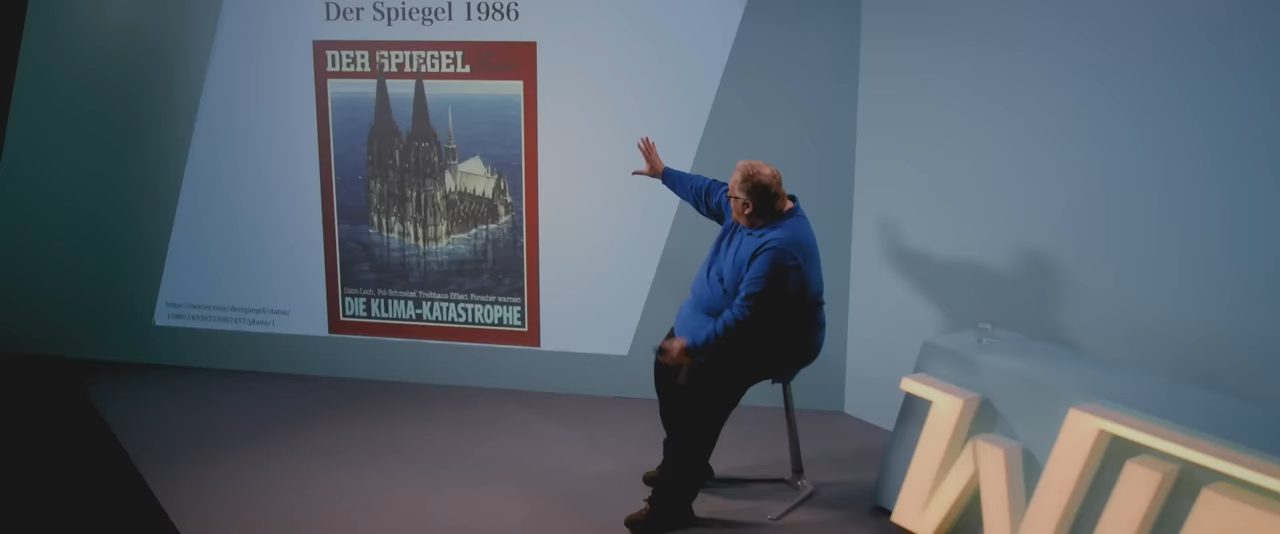 Der Spiegel 1986
DER SPIEGEL
Ozon-Loch, Pol-Schmelze, Treibhaus-Effekt: Forscher warnen
DIE KLIMA-KATASTROPHE